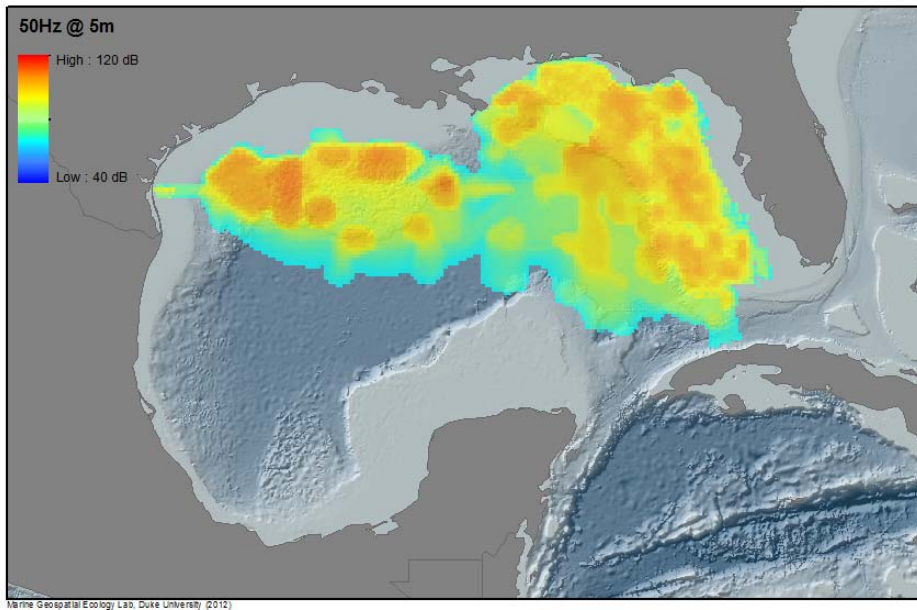 50Hz @ 5m
High : 120 dB
Low : 40 dB
Marine Geospatial Ecology Lab, Duke University (2012)